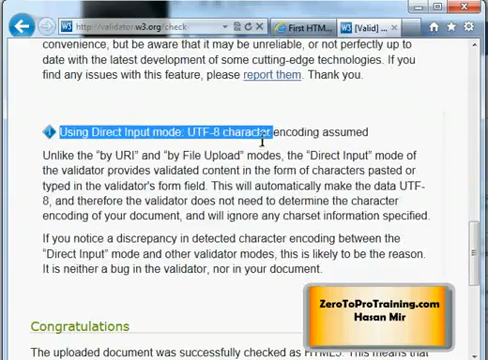 http://validator.w3.org/check
First HTM...
[Valid] ...
convenience, but be aware that it may be unreliable, or not perfectly up to
date with the latest development of some cutting-edge technologies. If you
find any issues with this feature, please report them. Thank you.
Using Direct Input mode: UTF-8 character encoding assumed
Unlike the “by URI” and “by File Upload” modes, the “Direct Input” mode of
the validator provides validated content in the form of characters pasted or
typed in the validator's form field. This will automatically make the data UTF-
8, and therefore the validator does not need to determine the character
encoding of your document, and will ignore any charset information specified.
If you notice a discrepancy in detected character encoding between the
“Direct Input” mode and other validator modes, this is likely to be the reason.
It is neither a bug in the validator, nor in your document.
ZeroToProTraining.com
Hasan Mir
Congratulations
The uploaded document was successfully checked as HTML5. This means that